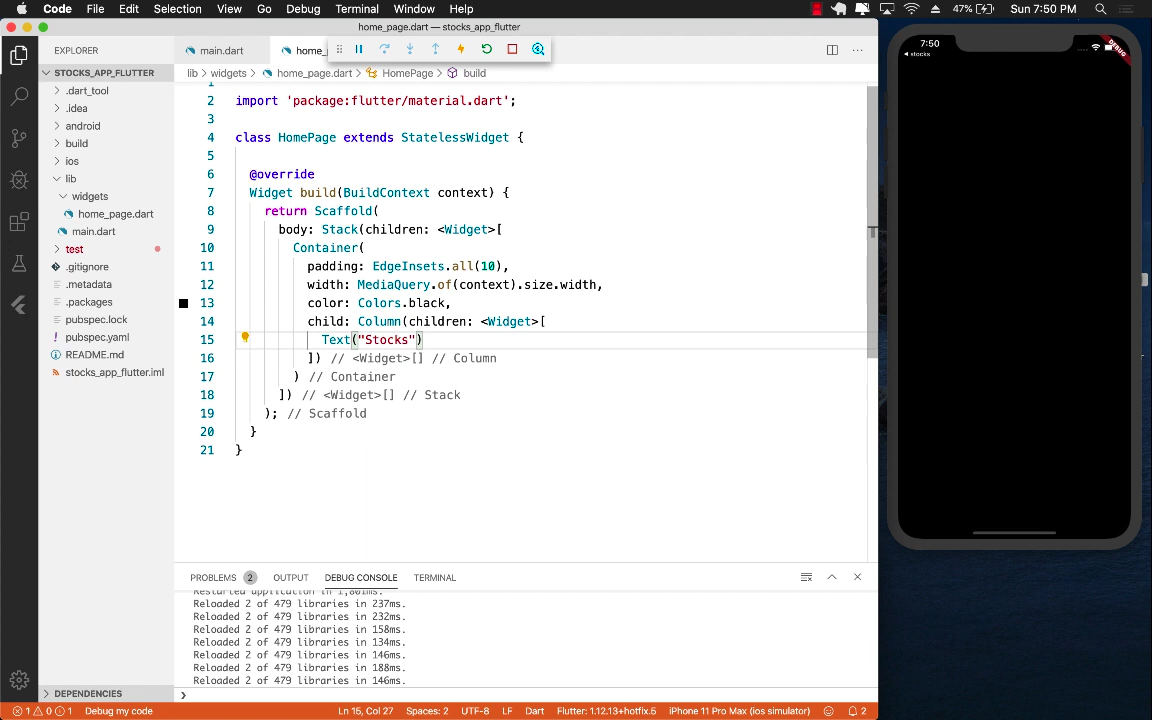 Code File Edit Selection View Go Debug Terminal Window Help 47% Sun 7:50 PM
home_page.dart — stocks_app_flutter
EXPLORER
STOCKS_APP_FLUTTER
.dart_tool
.idea
android
build
ios
lib
widgets
home_page.dart
main.dart
test
.gitignore
.metadata
.packages
pubspec.lock
pubspec.yaml
README.md
stocks_app_flutter.iml
DEPENDENCIES
main.dart home_
lib > widgets > home_page.dart > HomePage > build
1
2 import 'package:flutter/material.dart';
3
4 class HomePage extends StatelessWidget {
5
6 @override
7 Widget build(BuildContext context) {
8 return Scaffold(
9 body: Stack(children: <Widget>[
10 Container(
11 padding: EdgeInsets.all(10),
12 width: MediaQuery.of(context).size.width,
13 color: Colors.black,
14 child: Column(children: <Widget>[
15 Text("Stocks")
16 ]) // <Widget>[] // Column
17 ) // Container
18 ]) // <Widget>[] // Stack
19 ); // Scaffold
20 }
21 }
PROBLEMS 2 OUTPUT DEBUG CONSOLE TERMINAL
Restarted application in 1,801ms.
Reloaded 2 of 479 libraries in 237ms.
Reloaded 2 of 479 libraries in 232ms.
Reloaded 2 of 479 libraries in 158ms.
Reloaded 2 of 479 libraries in 134ms.
Reloaded 2 of 479 libraries in 146ms.
Reloaded 2 of 479 libraries in 188ms.
Reloaded 2 of 479 libraries in 146ms.
1 0 1 Debug my code Ln 15, Col 27 Spaces: 2 UTF-8 LF Dart Flutter: 1.12.13+hotfix.5 iPhone 11 Pro Max (ios simulator) 2
7:50
stocks
DEBUG